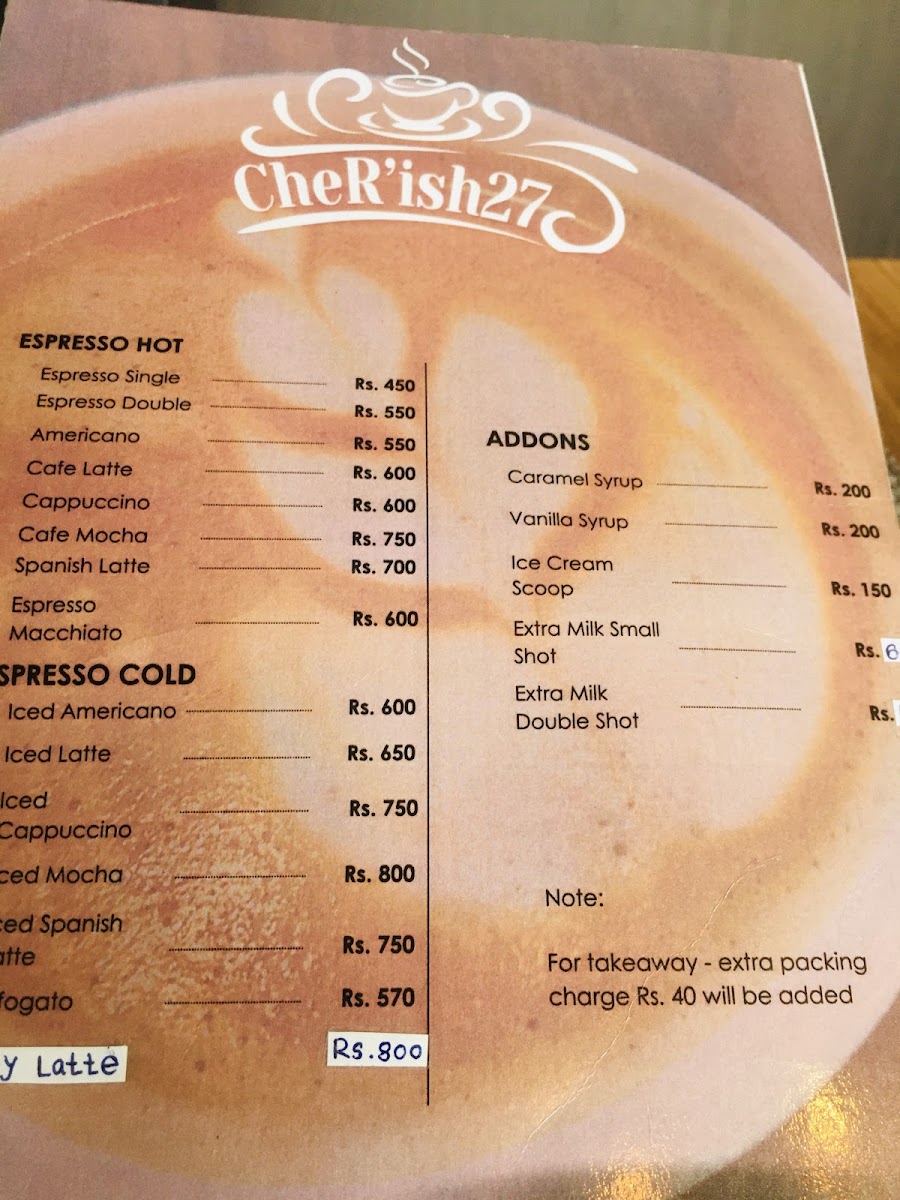 CheR'ish27
ESPRESSO HOT
Espresso Single Rs. 450
Espresso Double Rs. 550
Americano Rs. 550
Cafe Latte Rs. 600
Cappuccino Rs. 600
Cafe Mocha Rs. 750
Spanish Latte Rs. 700
Espresso
Macchiato Rs. 600
SPRESSO COLD
Iced Americano Rs. 600
Iced Latte Rs. 650
Iced
Cappuccino Rs. 750
ced Mocha Rs. 800
ced Spanish
atte Rs. 750
fogato Rs. 570
y Latte Rs.800
ADDONS
Caramel Syrup Rs. 200
Vanilla Syrup Rs. 200
Ice Cream
Scoop Rs. 150
Extra Milk Small
Shot Rs. 6
Extra Milk
Double Shot Rs.
Note:
For takeaway - extra packing
charge Rs. 40 will be added